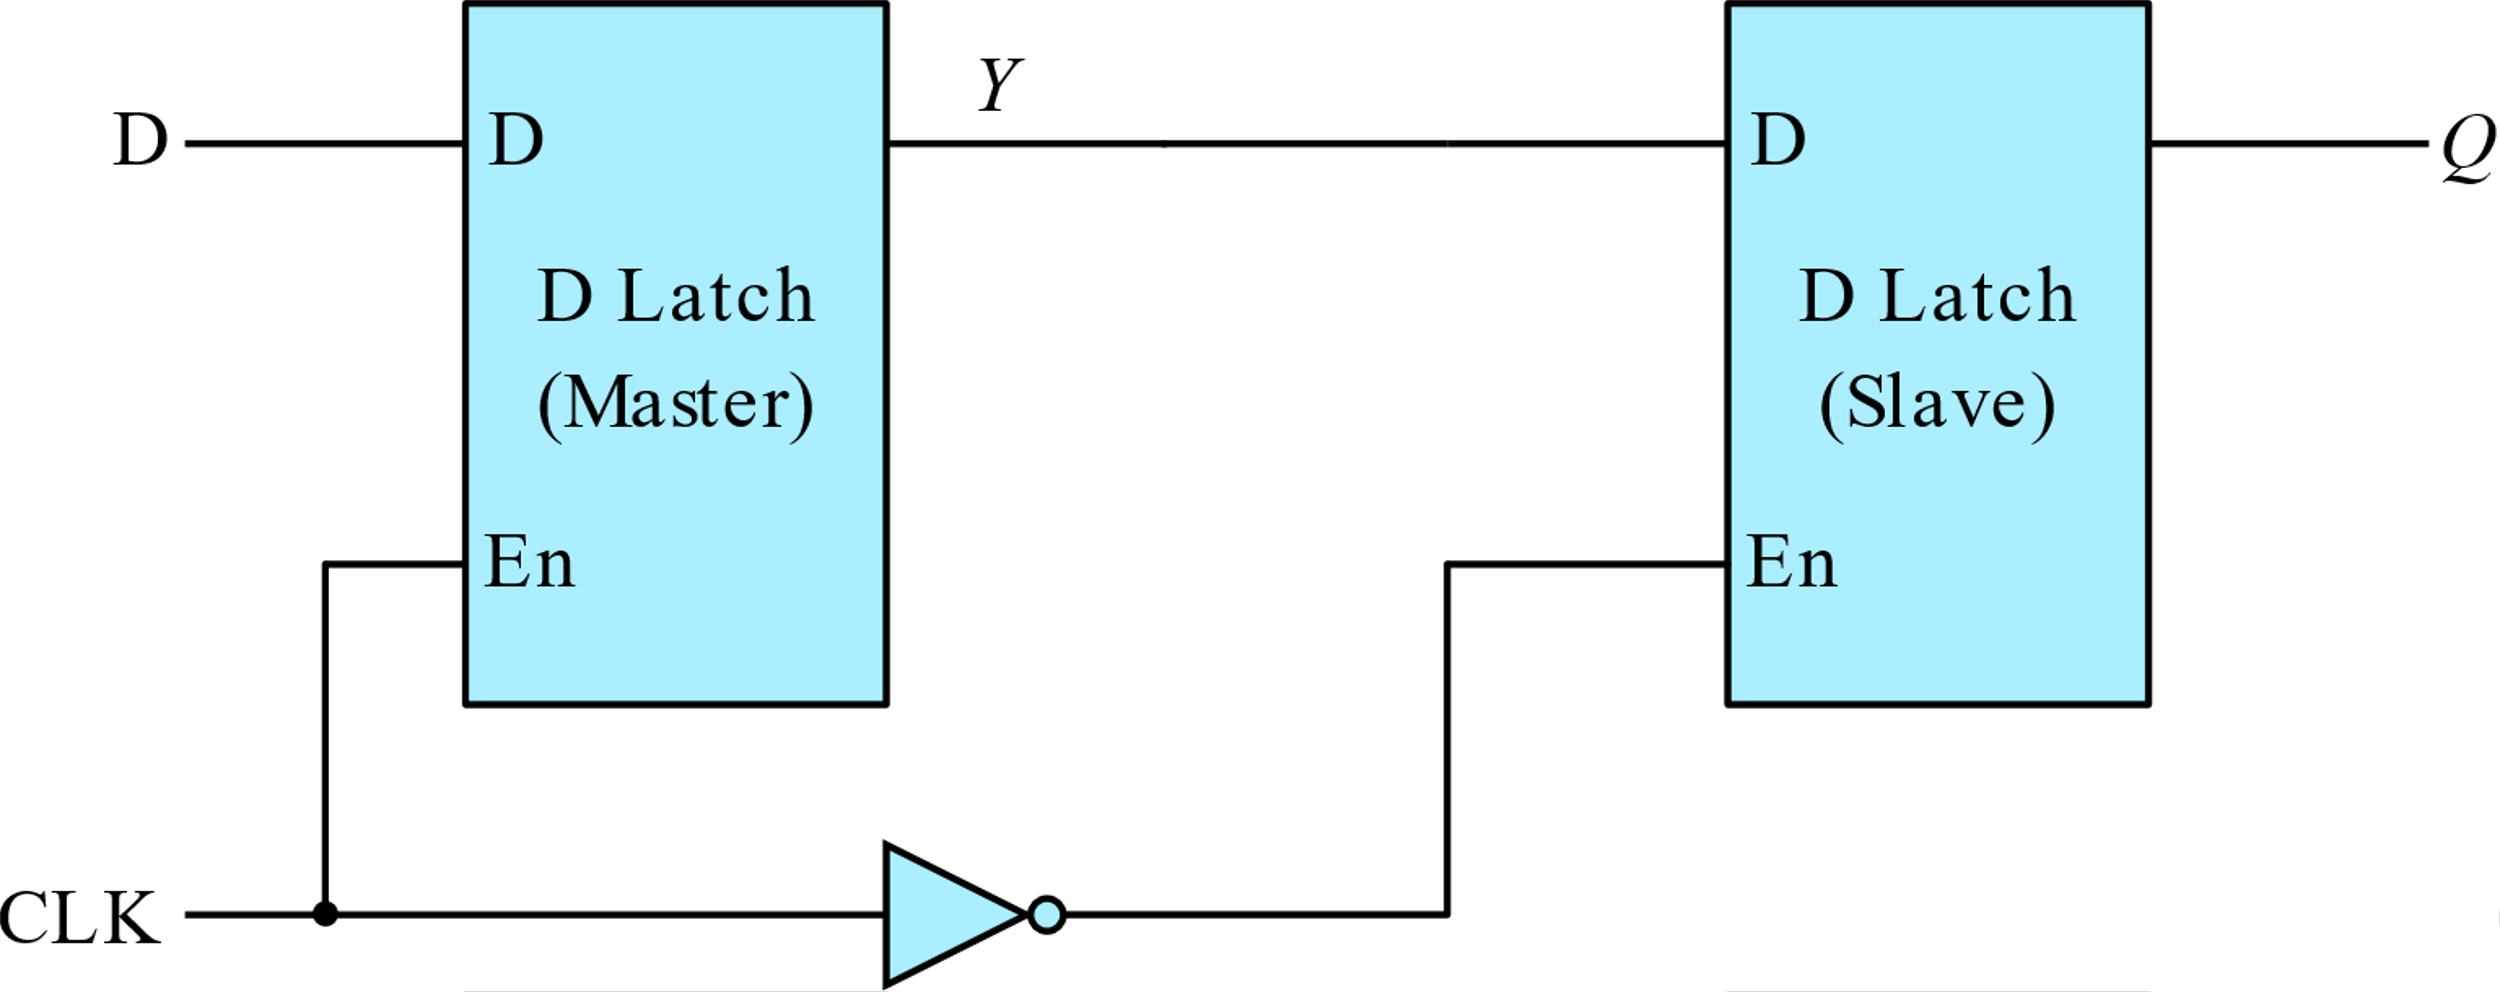 Y
D
D
D
Q
D Latch
(Master)
D Latch
(Slave)
En
En
CLK